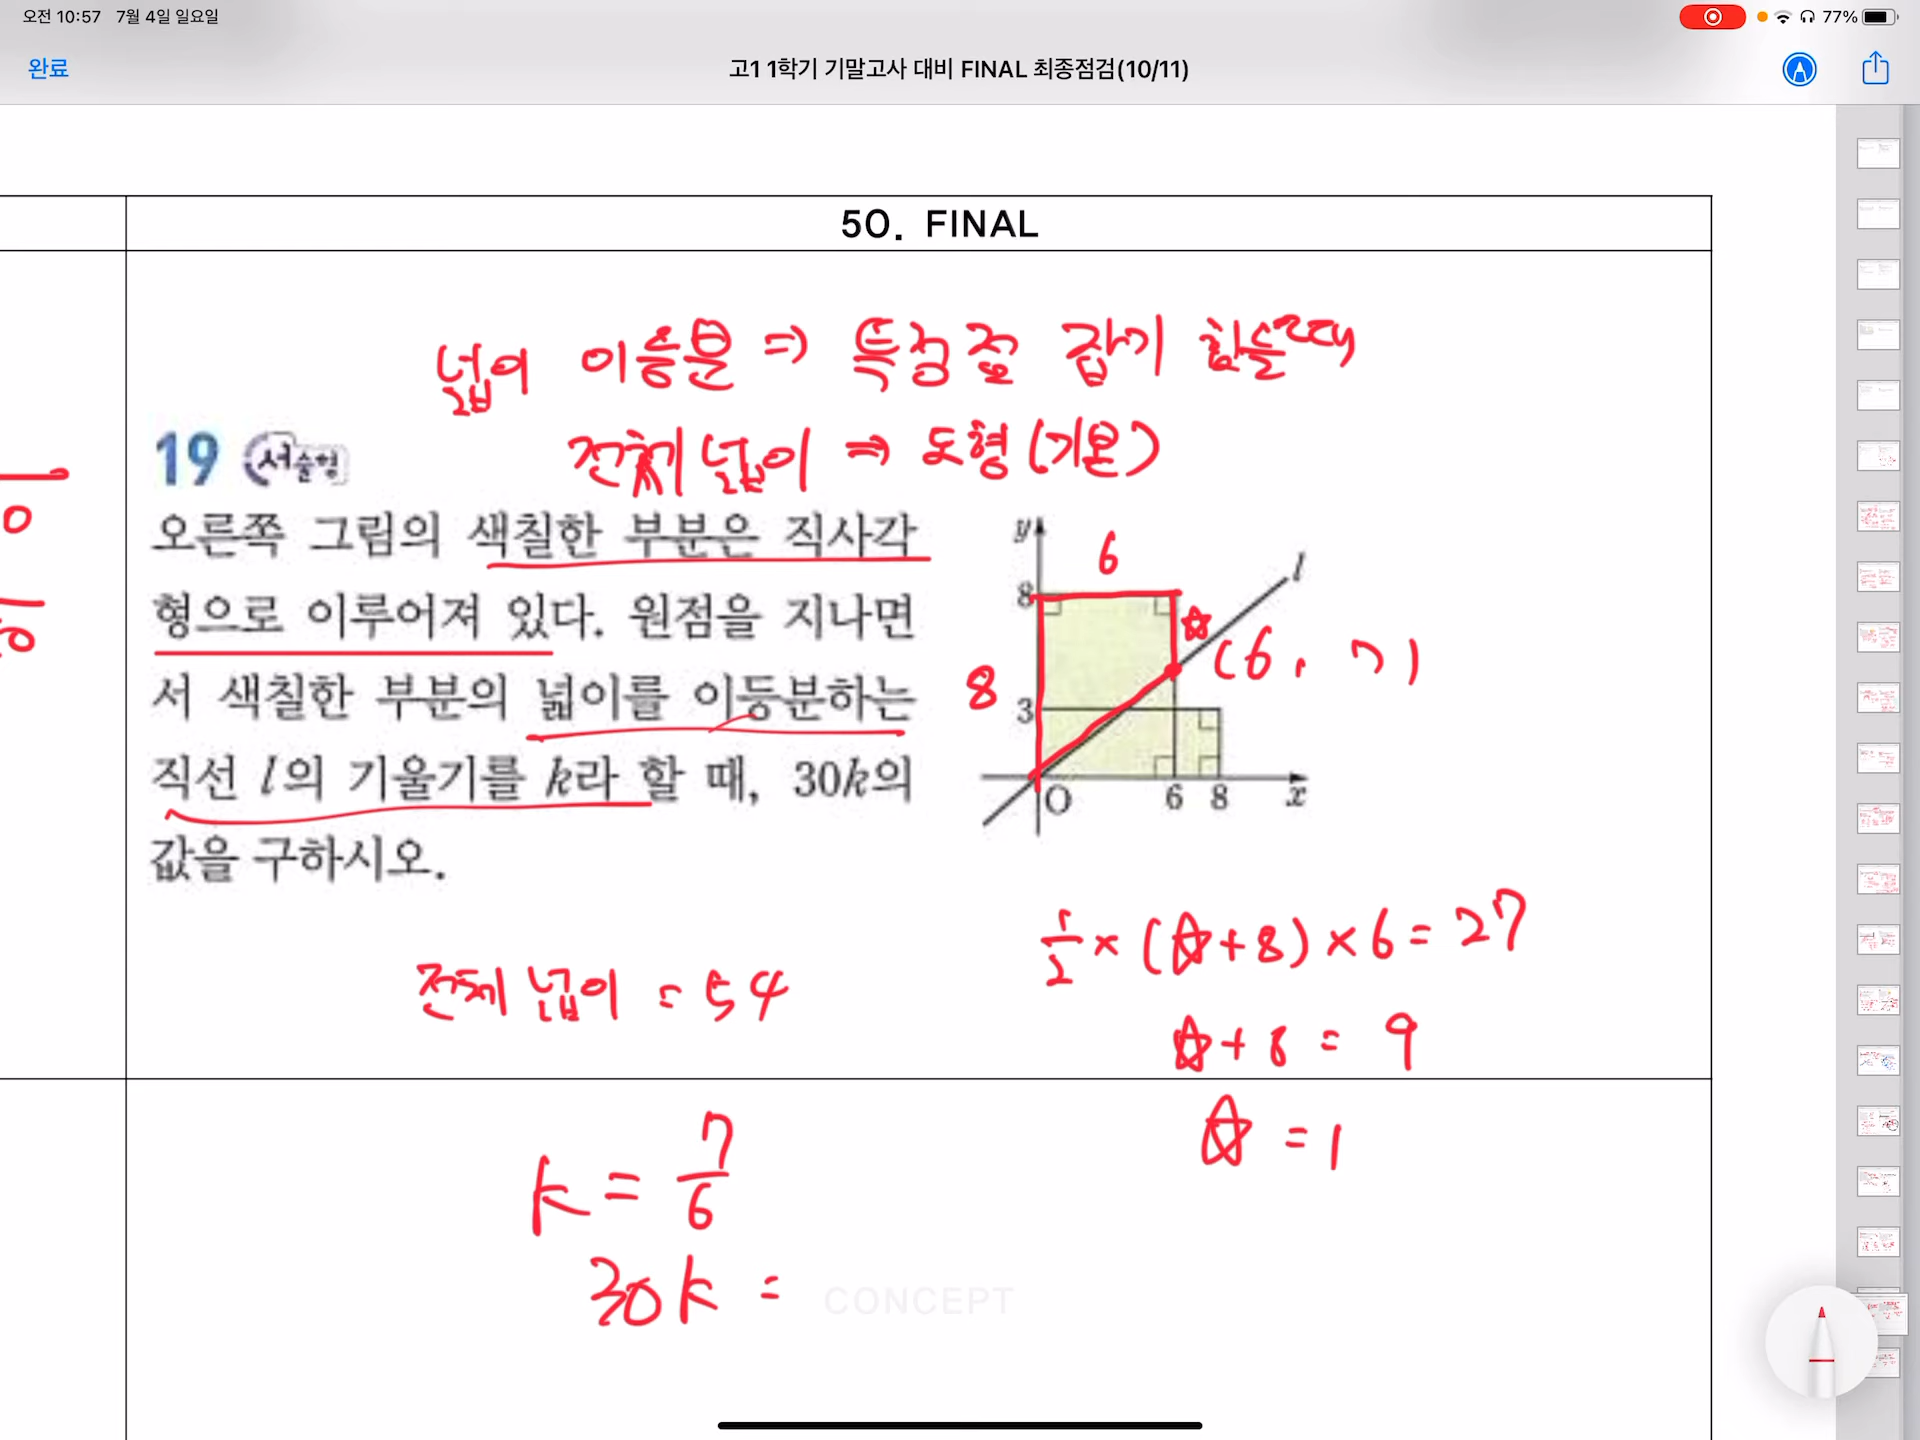 오전 10:57 7월 4일 일요일
77%
완료
고1 1학기 기말고사 대비 FINAL 최종점검(10/11)
50. FINAL
넓이 이등분 ⇒ 특정점 잡기 힘들
전체 넓이 ⇒ 도형(기본)
19 서술형
오른쪽 그림의 색칠한 부분은 직사각
형으로 이루어져 있다. 원점을 지나면
서 색칠한 부분의 넓이를 이등분하는
직선 l의 기울기를 k라 할 때, 30k의
값을 구하시오.
y
6
l
8
☆
(6, 7)
8
3
O 6 8 x
전체 넓이 = 54
1/2 × (☆+8) × 6 = 27
☆+8 = 9
☆ = 1
k = 7/6
30k =
CONCEPT